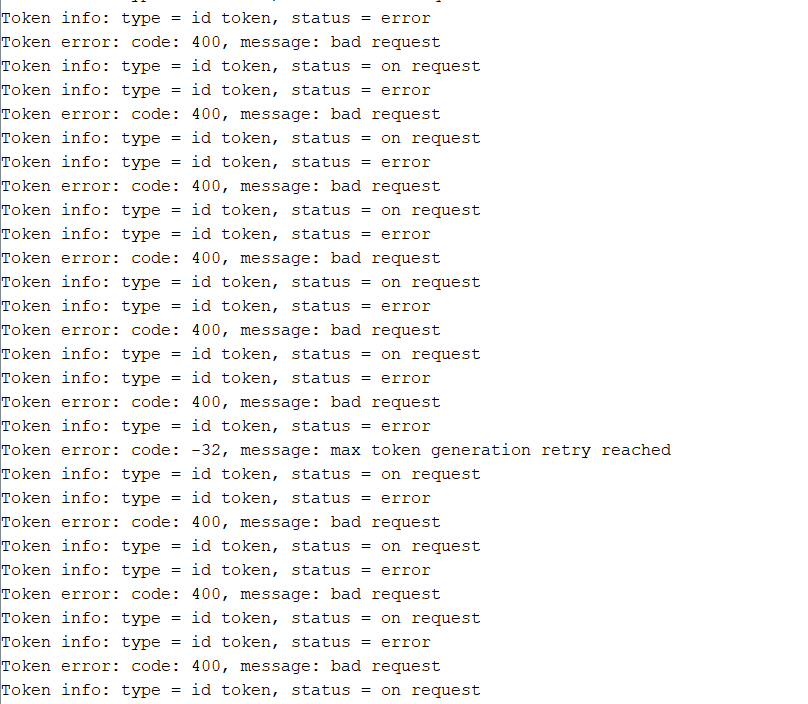 Token info: type = id token, status = error
Token error: code: 400, message: bad request
Token info: type = id token, status = on request
Token info: type = id token, status = error
Token error: code: 400, message: bad request
Token info: type = id token, status = on request
Token info: type = id token, status = error
Token error: code: 400, message: bad request
Token info: type = id token, status = on request
Token info: type = id token, status = error
Token error: code: 400, message: bad request
Token info: type = id token, status = on request
Token info: type = id token, status = error
Token error: code: 400, message: bad request
Token info: type = id token, status = on request
Token info: type = id token, status = error
Token error: code: 400, message: bad request
Token info: type = id token, status = error
Token error: code: -32, message: max token generation retry reached
Token info: type = id token, status = on request
Token info: type = id token, status = error
Token error: code: 400, message: bad request
Token info: type = id token, status = on request
Token info: type = id token, status = error
Token error: code: 400, message: bad request
Token info: type = id token, status = on request
Token info: type = id token, status = error
Token error: code: 400, message: bad request
Token info: type = id token, status = on request